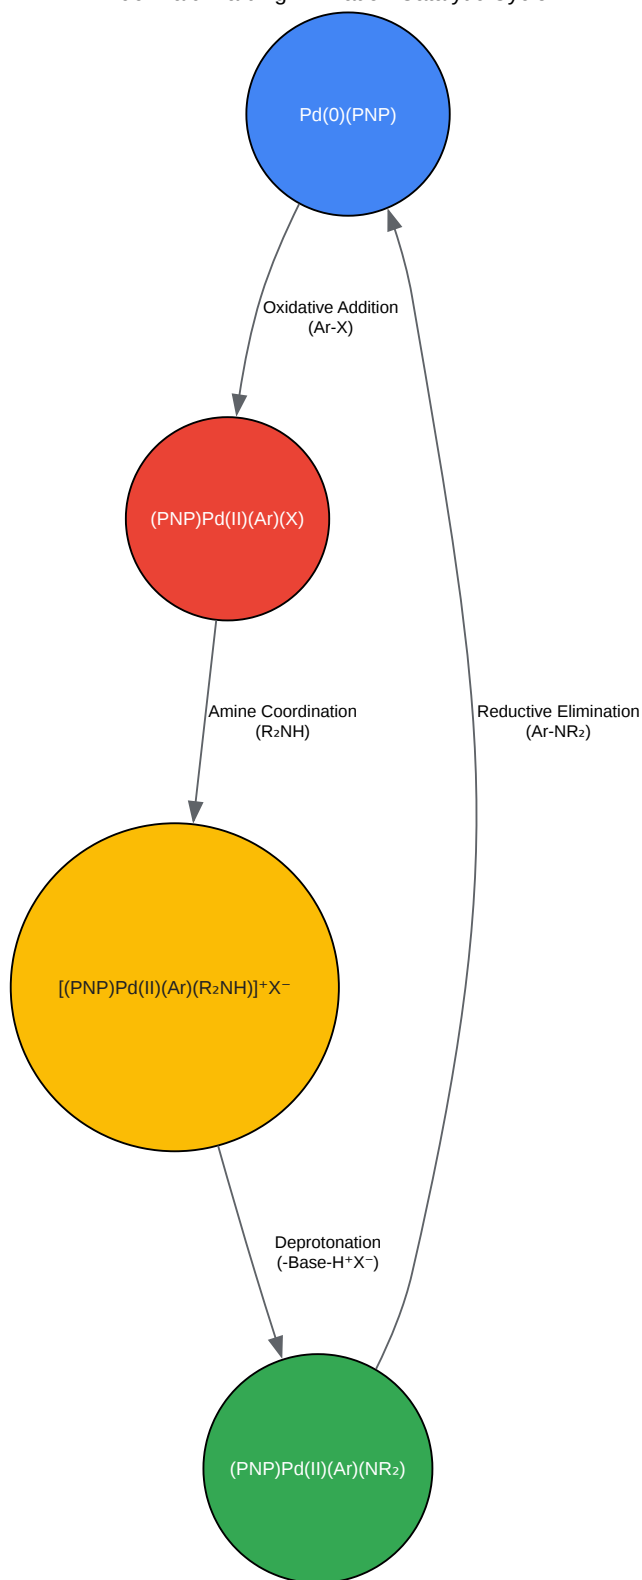 Pd(0)(PNP)
Oxidative Addition
(Ar-X)
(PNP)Pd(II)(Ar)(X)
Amine Coordination
(R₂NH)
Reductive Elimination
(Ar-NR₂)
[(PNP)Pd(II)(Ar)(R₂NH)]⁺X⁻
Deprotonation
(-Base-H⁺X⁻)
(PNP)Pd(II)(Ar)(NR₂)